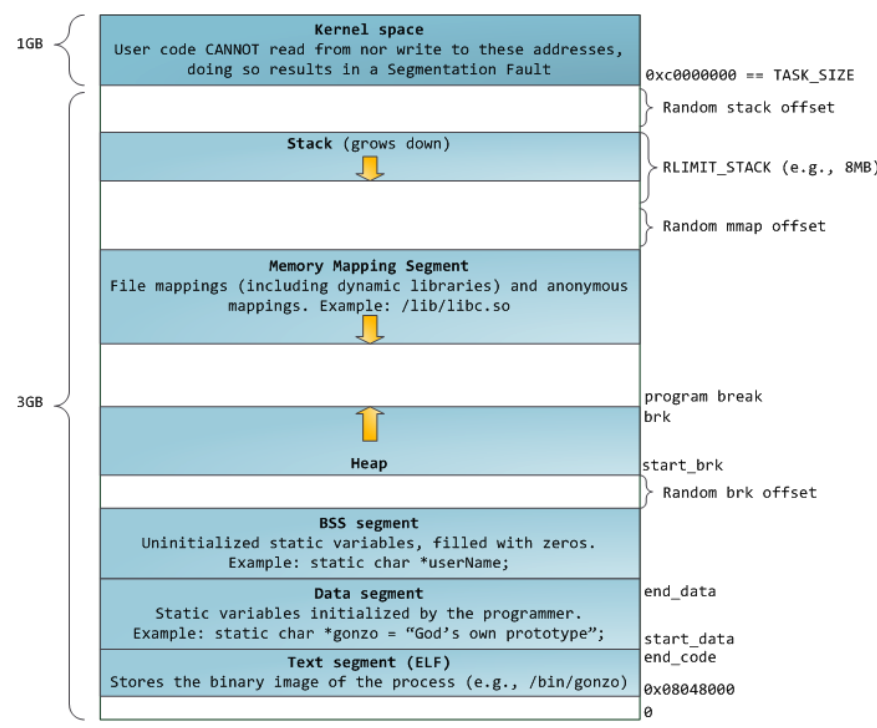 1GB
Kernel space
User code CANNOT read from nor write to these addresses,
doing so results in a Segmentation Fault
0xc0000000 == TASK_SIZE
Random stack offset
Stack (grows down)
RLIMIT_STACK (e.g., 8MB)
Random mmap offset
Memory Mapping Segment
File mappings (including dynamic libraries) and anonymous
mappings. Example: /lib/libc.so
3GB
program break
brk
Heap
start_brk
Random brk offset
BSS segment
Uninitialized static variables, filled with zeros.
Example: static char *userName;
Data segment
end_data
Static variables initialized by the programmer.
Example: static char *gonzo = “God’s own prototype”;
start_data
end_code
Text segment (ELF)
Stores the binary image of the process (e.g., /bin/gonzo)
0x08048000
0